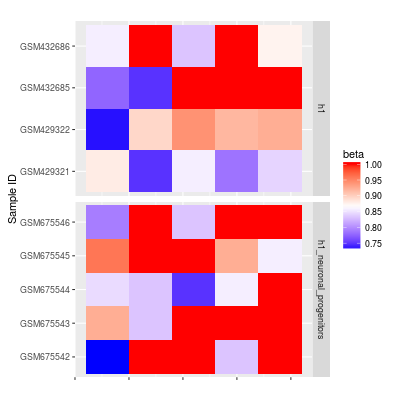 GSM432686
GSM432685
GSM429322
GSM429321
h1
GSM675546
GSM675545
GSM675544
GSM675543
GSM675542
h1_neuronal_progenitors
Sample ID
beta
1.00
0.95
0.90
0.85
0.80
0.75